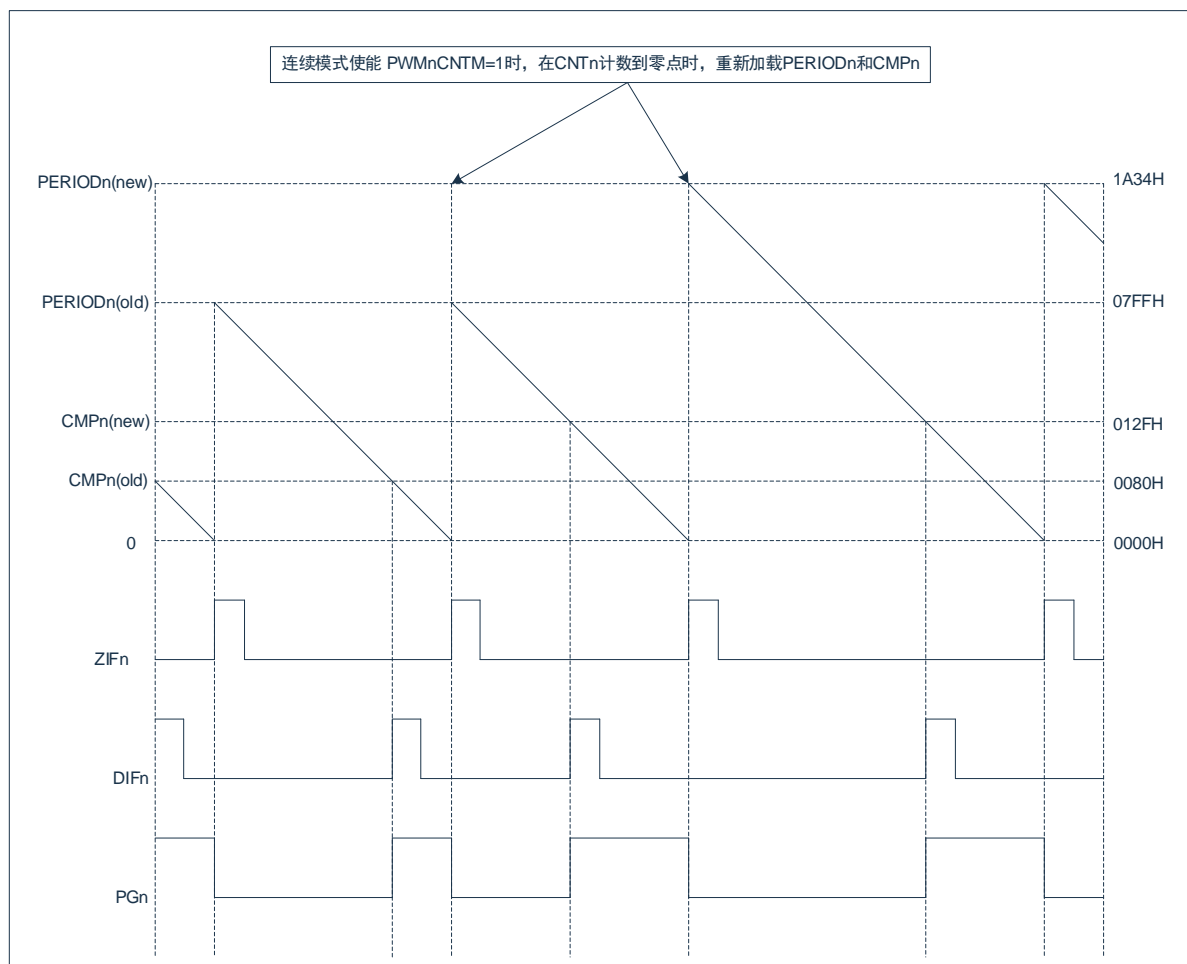 连续模式使能 PWMnCNTM=1时，在CNTn计数到零点时，重新加载PERIODn和CMPn
PERIODn(new)
1A34H
PERIODn(old)
07FFH
CMPn(new)
012FH
CMPn(old)
0080H
0
0000H
ZIFn
DIFn
PGn